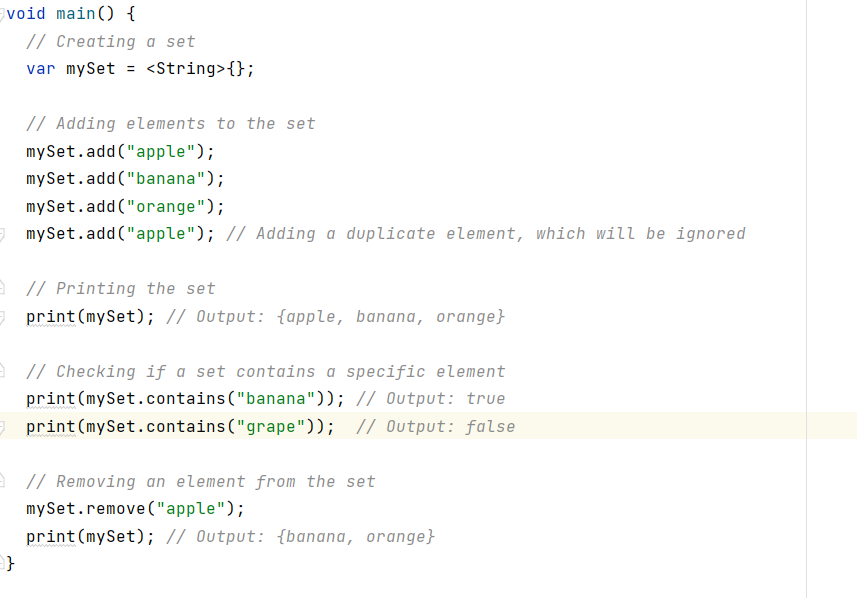 void main() {
  // Creating a set
  var mySet = <String>{};

  // Adding elements to the set
  mySet.add("apple");
  mySet.add("banana");
  mySet.add("orange");
  mySet.add("apple"); // Adding a duplicate element, which will be ignored

  // Printing the set
  print(mySet); // Output: {apple, banana, orange}

  // Checking if a set contains a specific element
  print(mySet.contains("banana")); // Output: true
  print(mySet.contains("grape"));  // Output: false

  // Removing an element from the set
  mySet.remove("apple");
  print(mySet); // Output: {banana, orange}
}